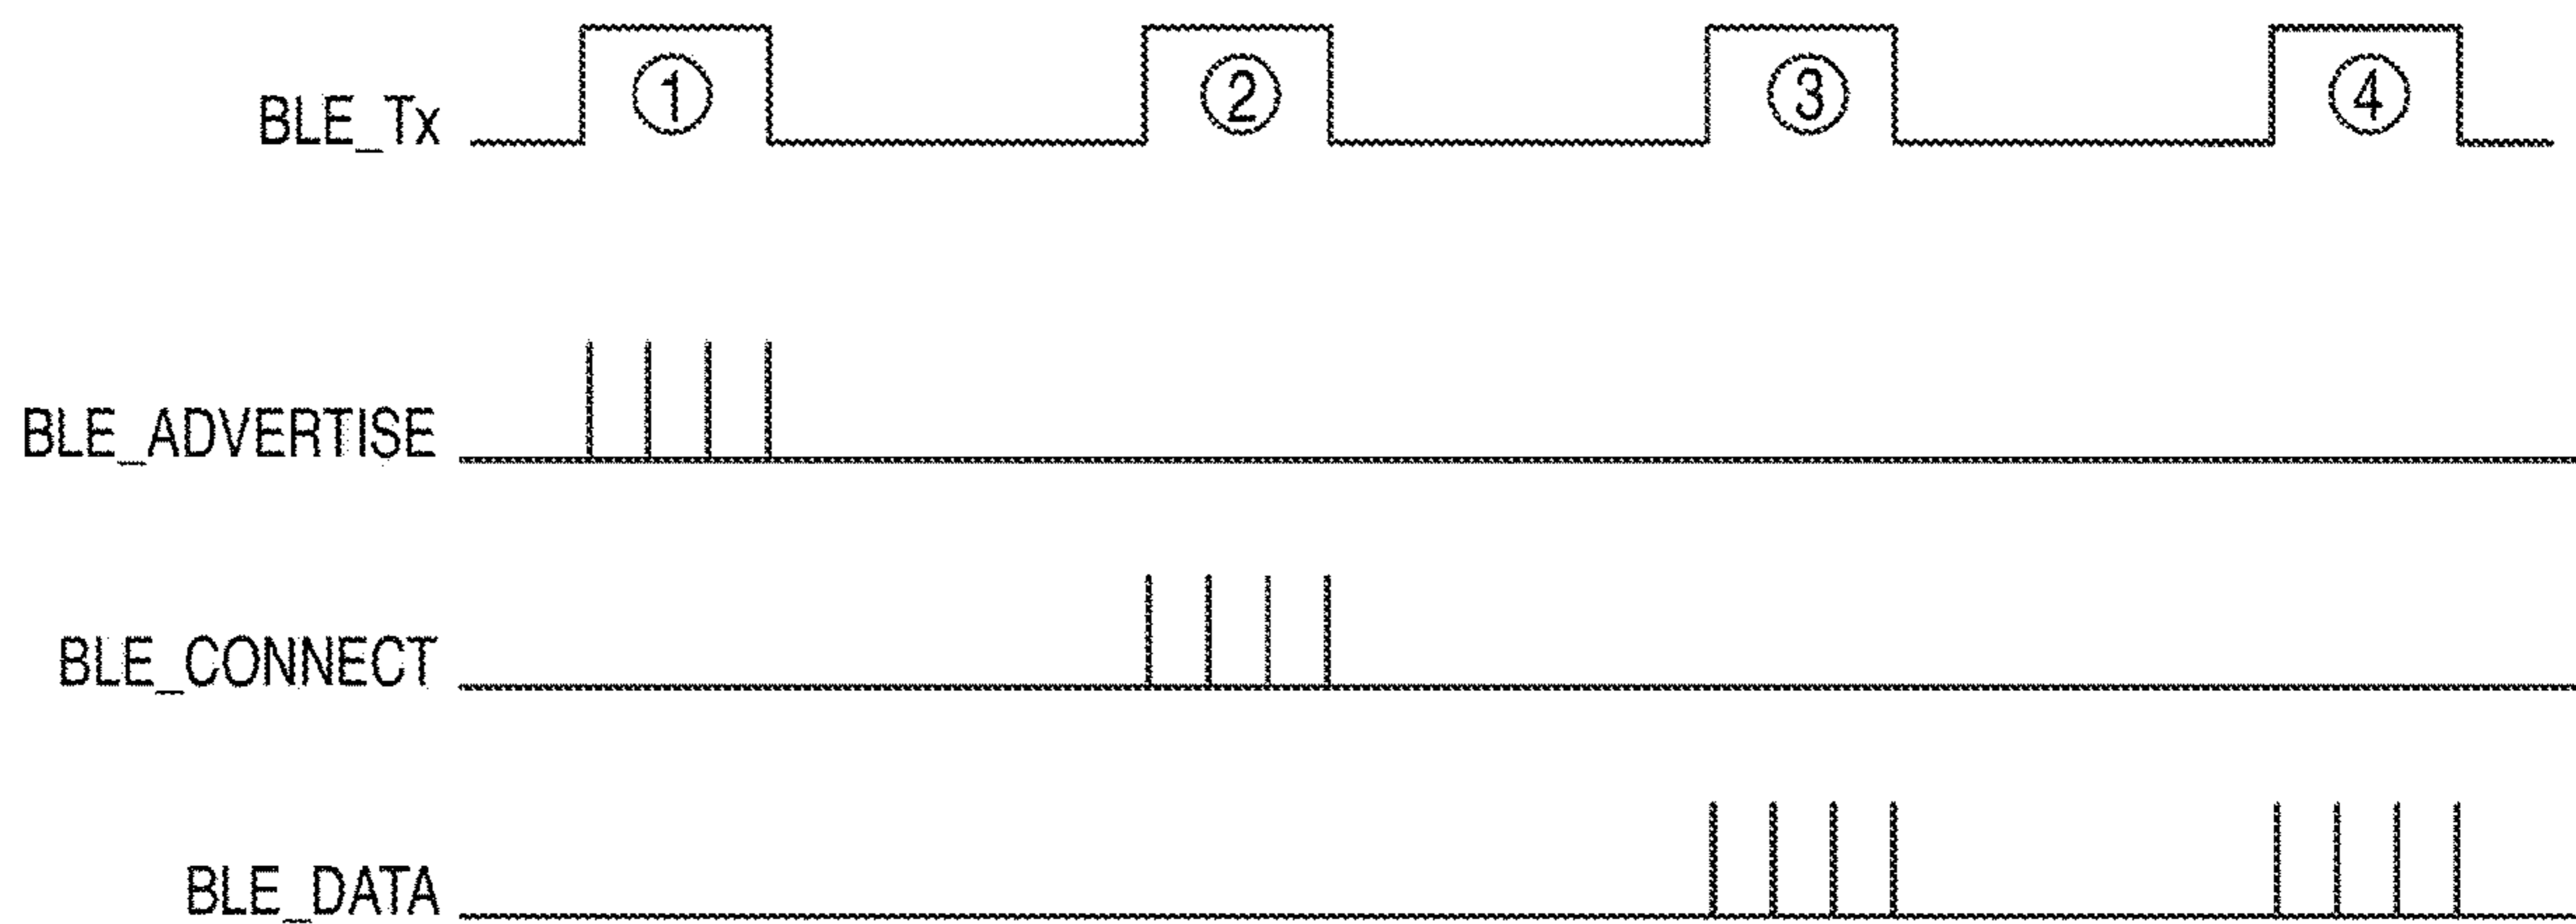 BLE_Tx ① ② ③ ④
BLE_ADVERTISE
BLE_CONNECT
BLE_DATA